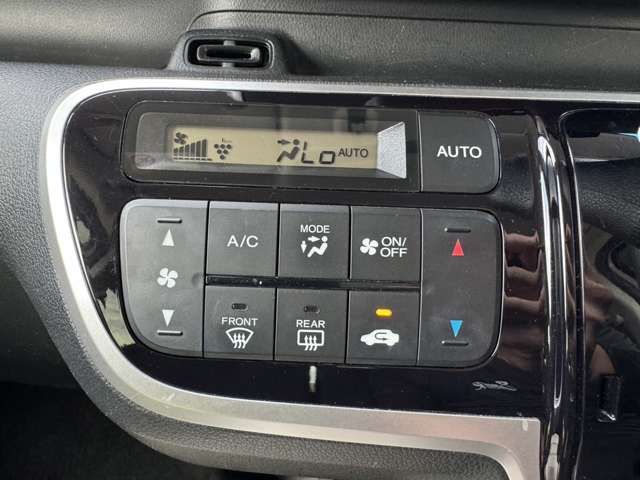 Lo AUTO
AUTO
A/C
MODE
ON/
OFF
FRONT
REAR